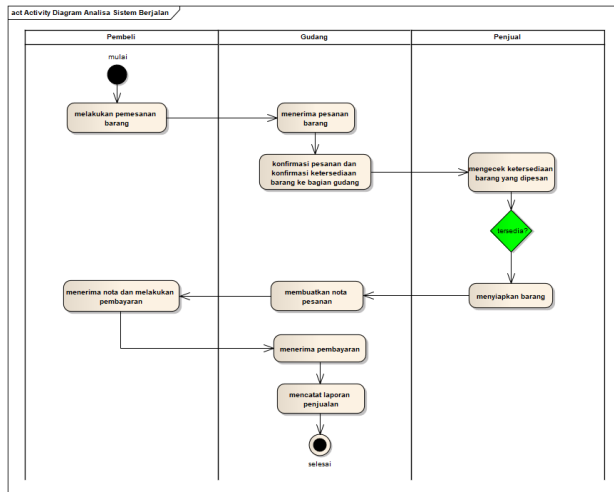 act Activity Diagram Analisa Sistem Berjalan
Pembeli
Gudang
Penjual
mulai
melakukan pemesanan
barang
menerima pesanan
barang
konfirmasi pesanan dan
konfirmasi ketersediaan
barang ke bagian gudang
mengecek ketersediaan
barang yang dipesan
tersedia?
menerima nota dan melakukan
pembayaran
membuatkan nota
pesanan
menyiapkan barang
menerima pembayaran
mencatat laporan
penjualan
selesai